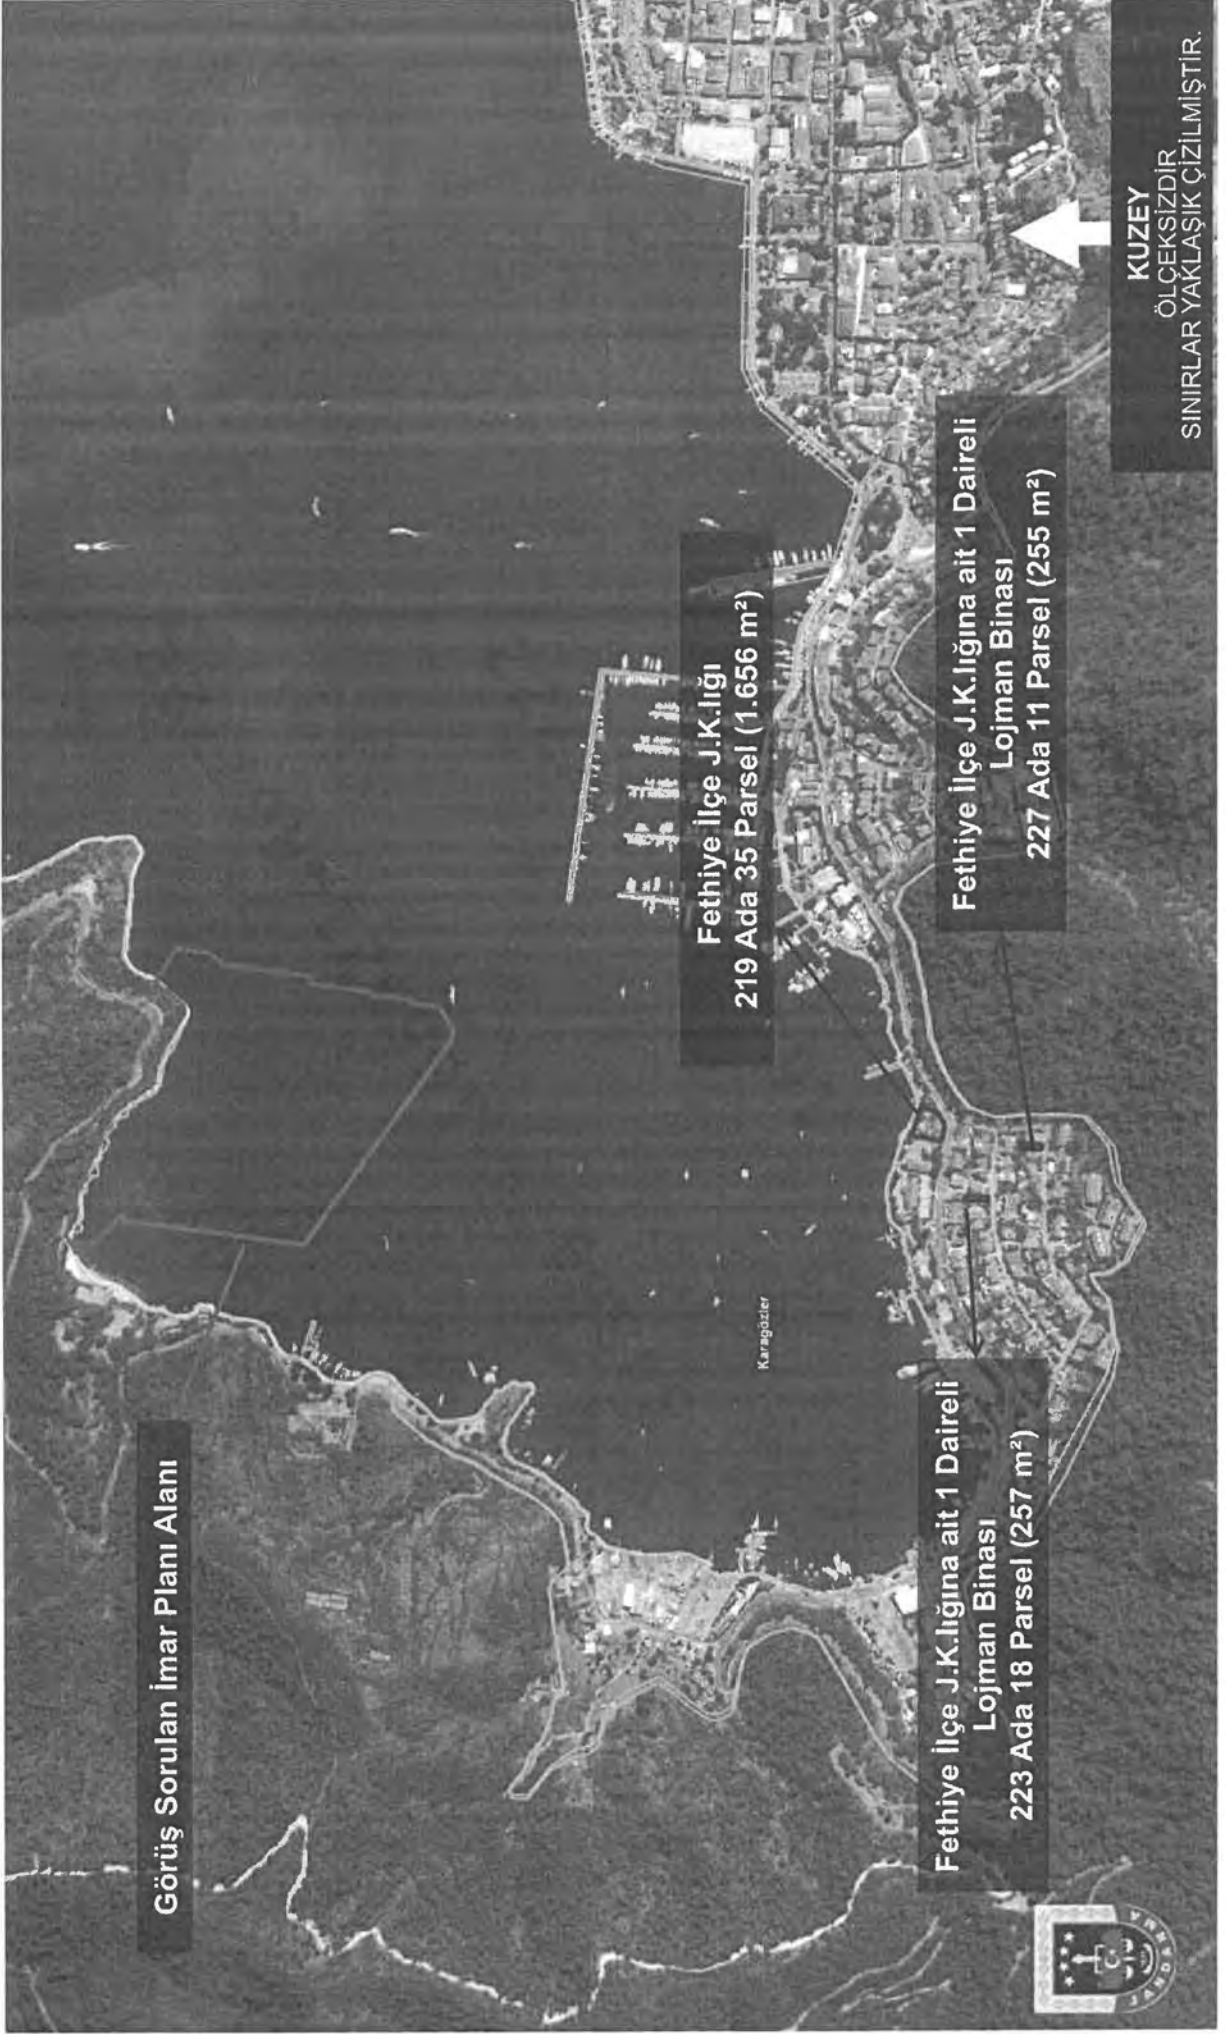 Görüş Sorulan İmar Planı Alanı
Fethiye İlçe J.K.lığı
219 Ada 35 Parsel (1.656 m²)
Karagözler
Fethiye İlçe J.K.lığına ait 1 Daireli
Lojman Binası
223 Ada 18 Parsel (257 m²)
Fethiye İlçe J.K.lığına ait 1 Daireli
Lojman Binası
227 Ada 11 Parsel (255 m²)
KUZEY
ÖLÇEKSİZDİR
SINIRLAR YAKLAŞIK ÇİZİLMİŞTİR.
JANDARMA